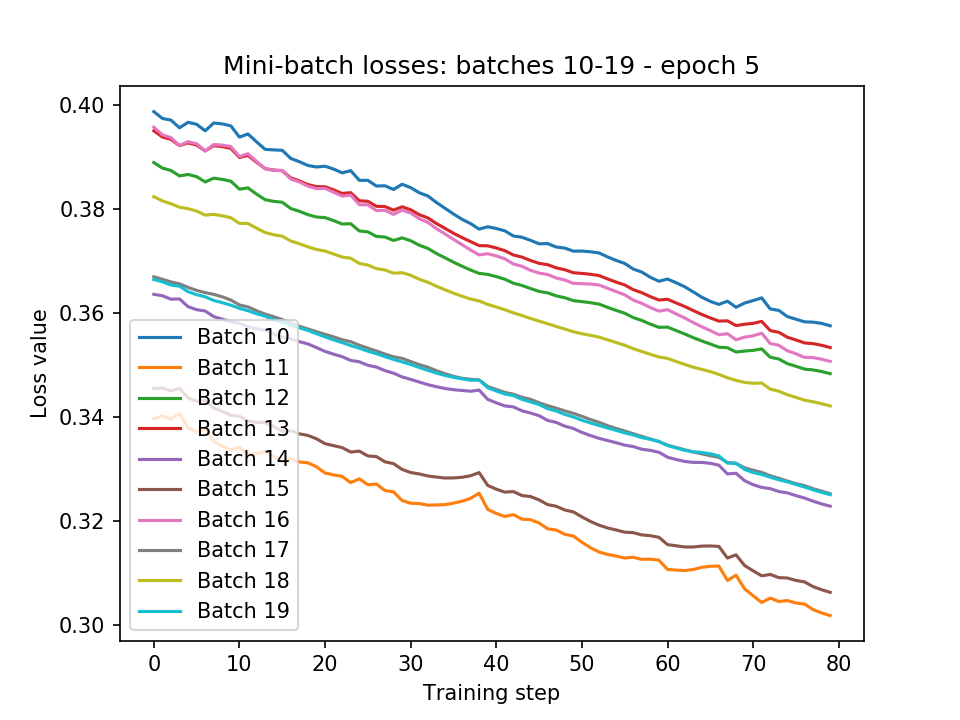 Mini-batch losses: batches 10-19 - epoch 5
Loss value
0.40
0.38
0.36
0.34
0.32
0.30
Batch 10
Batch 11
Batch 12
Batch 13
Batch 14
Batch 15
Batch 16
Batch 17
Batch 18
Batch 19
0 10 20 30 40 50 60 70 80
Training step